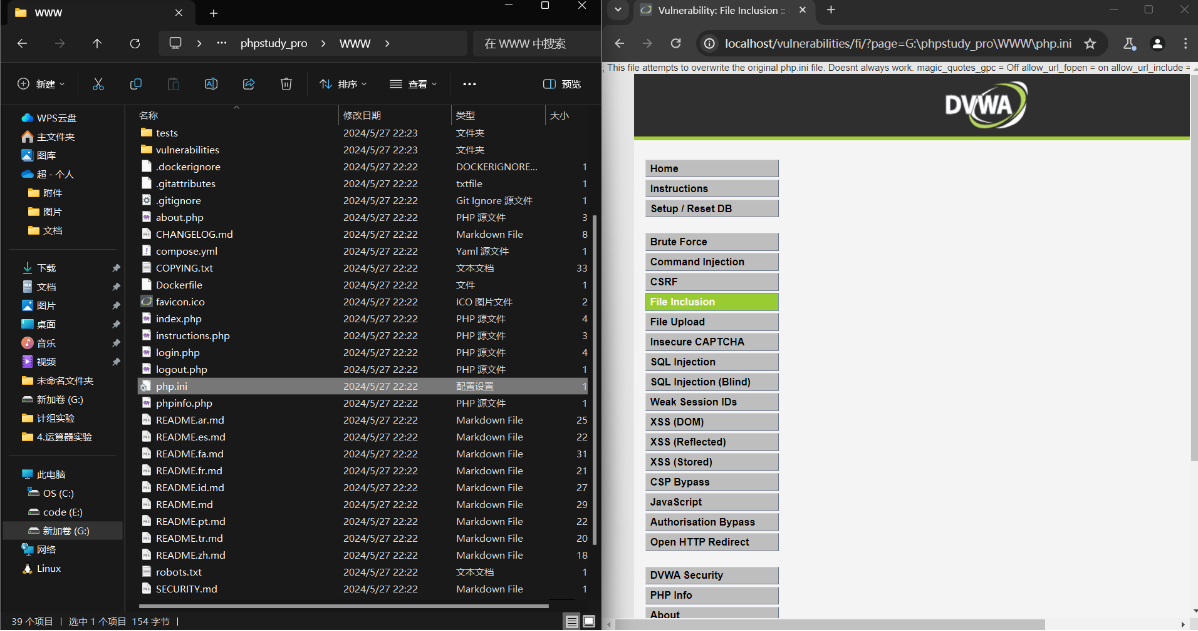 WWW
phpstudy_pro
WWW
在 WWW 中搜索
新建
排序
查看
预览
WPS云盘
主文件夹
图库
超 - 个人
附件
图片
文档
下载
文档
图片
桌面
音乐
视频
未命名文件夹
新加卷 (G:)
计组实验
4.运算器实验
此电脑
OS (C:)
code (E:)
新加卷 (G:)
网络
Linux
名称 修改日期 类型 大小
tests 2024/5/27 22:23 文件夹
vulnerabilities 2024/5/27 22:23 文件夹
.dockerignore 2024/5/27 22:22 DOCKERIGNORE... 1
.gitattributes 2024/5/27 22:22 txtfile 1
.gitignore 2024/5/27 22:22 Git Ignore 源文件 1
about.php 2024/5/27 22:22 PHP 源文件 3
CHANGELOG.md 2024/5/27 22:22 Markdown File 8
compose.yml 2024/5/27 22:22 Yaml 源文件 1
COPYING.txt 2024/5/27 22:22 文本文档 33
Dockerfile 2024/5/27 22:22 文件 1
favicon.ico 2024/5/27 22:22 ICO 图片文件 2
index.php 2024/5/27 22:22 PHP 源文件 4
instructions.php 2024/5/27 22:22 PHP 源文件 3
login.php 2024/5/27 22:22 PHP 源文件 4
logout.php 2024/5/27 22:22 PHP 源文件 1
php.ini 2024/5/27 22:22 配置设置 1
phpinfo.php 2024/5/27 22:22 PHP 源文件 1
README.ar.md 2024/5/27 22:22 Markdown File 25
README.es.md 2024/5/27 22:22 Markdown File 22
README.fa.md 2024/5/27 22:22 Markdown File 31
README.fr.md 2024/5/27 22:22 Markdown File 21
README.id.md 2024/5/27 22:22 Markdown File 27
README.md 2024/5/27 22:22 Markdown File 29
README.pt.md 2024/5/27 22:22 Markdown File 22
README.tr.md 2024/5/27 22:22 Markdown File 20
README.zh.md 2024/5/27 22:22 Markdown File 18
robots.txt 2024/5/27 22:22 文本文档 1
SECURITY.md 2024/5/27 22:22 Markdown File 1
39 个项目 | 选中 1 个项目 154 字节 |
Vulnerability: File Inclusion ::
localhost/vulnerabilities/fi/?page=G:\phpstudy_pro\WWW\php.ini
; This file attempts to overwrite the original php.ini file. Doesnt always work. magic_quotes_gpc = Off allow_url_fopen = on allow_url_include =
DVWA
Home
Instructions
Setup / Reset DB
Brute Force
Command Injection
CSRF
File Inclusion
File Upload
Insecure CAPTCHA
SQL Injection
SQL Injection (Blind)
Weak Session IDs
XSS (DOM)
XSS (Reflected)
XSS (Stored)
CSP Bypass
JavaScript
Authorisation Bypass
Open HTTP Redirect
DVWA Security
PHP Info
About